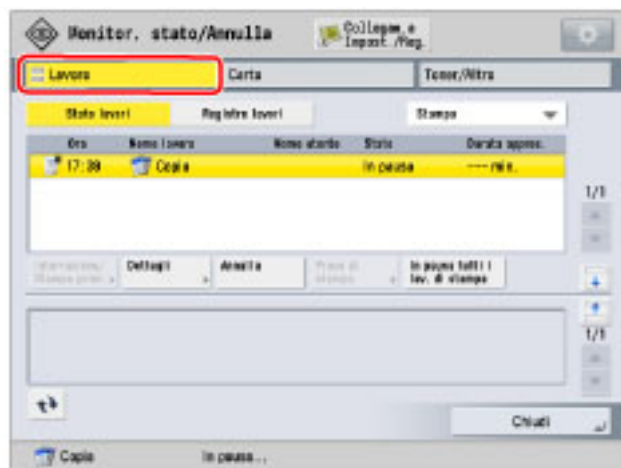 Monitor. stato/Annulla
Collegam. e
Impost./Reg.
Lavoro
Carta
Toner/Altro
Stato lavori
Registro lavori
Stampa
Ora Nome lavoro Nome utente Stato Durata appros.
17:39 Copia In pausa --- min.
1/1
Dettagli
Annulla
In pausa tutti i
lav. di stampa
1/1
Chiudi
Copia In pausa...